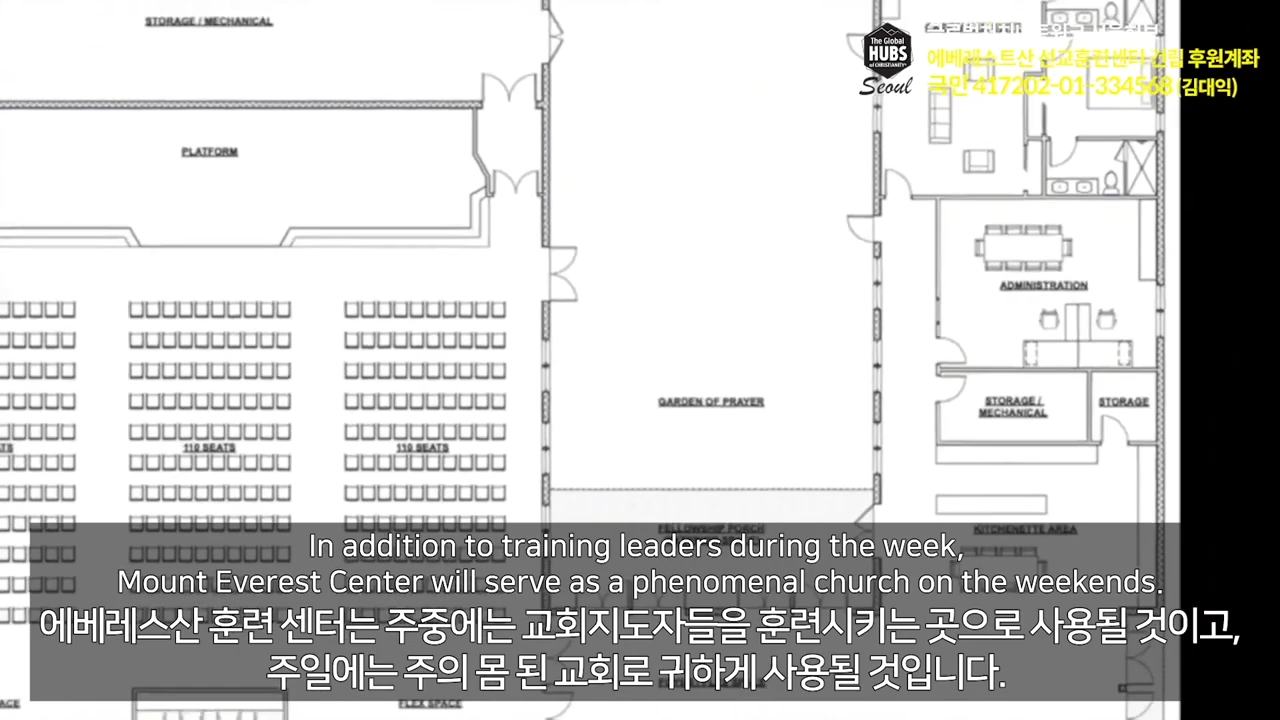 STORAGE / MECHANICAL
The Global
HUBS
of CHRISTIANITY
Seoul
에베레스트산 선교훈련센터 건립 후원계좌
국민 417202-01-334568 (김대익)
PLATFORM
ADMINISTRATION
GARDEN OF PRAYER
STORAGE /
MECHANICAL
STORAGE
110 SEATS
110 SEATS
FELLOWSHIP PORCH
KITCHENETTE AREA
In addition to training leaders during the week,
Mount Everest Center will serve as a phenomenal church on the weekends.
에베레스산 훈련 센터는 주중에는 교회지도자들을 훈련시키는 곳으로 사용될 것이고,
주일에는 주의 몸 된 교회로 귀하게 사용될 것입니다.
FLEX SPACE